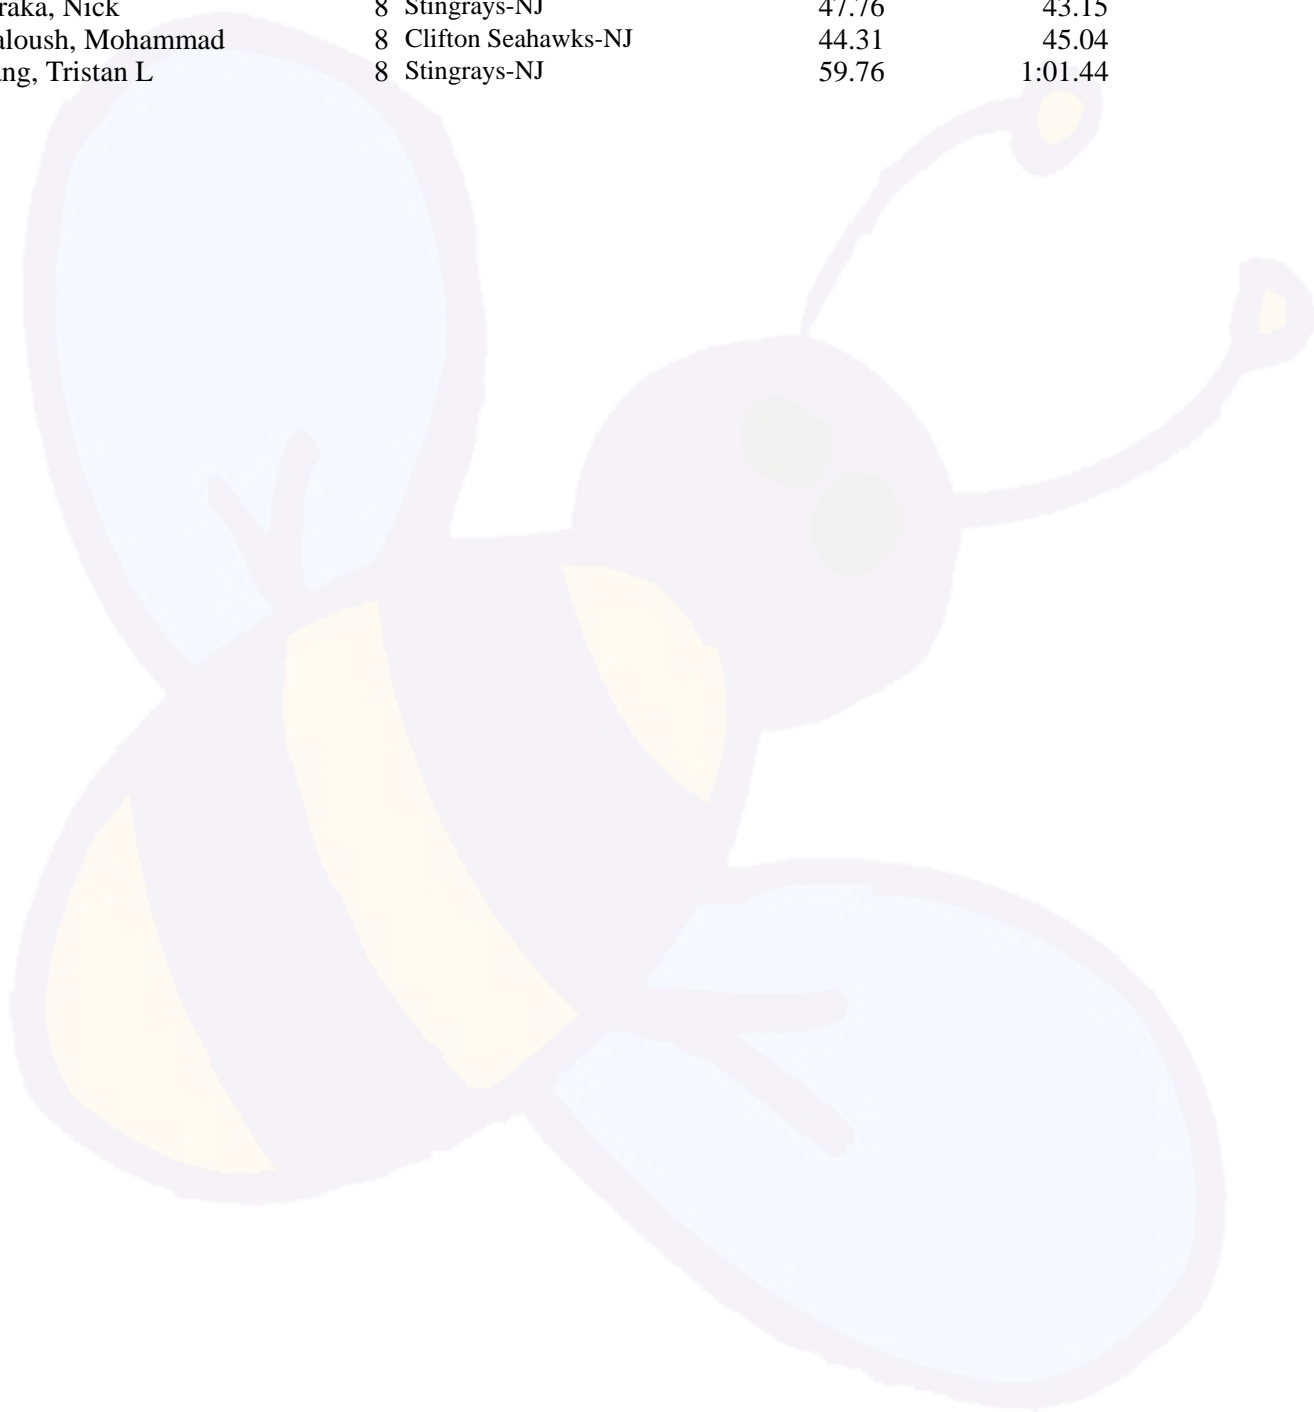 raka, Nick 8 Stingrays-NJ 47.76 43.15
aloush, Mohammad 8 Clifton Seahawks-NJ 44.31 45.04
ang, Tristan L 8 Stingrays-NJ 59.76 1:01.44